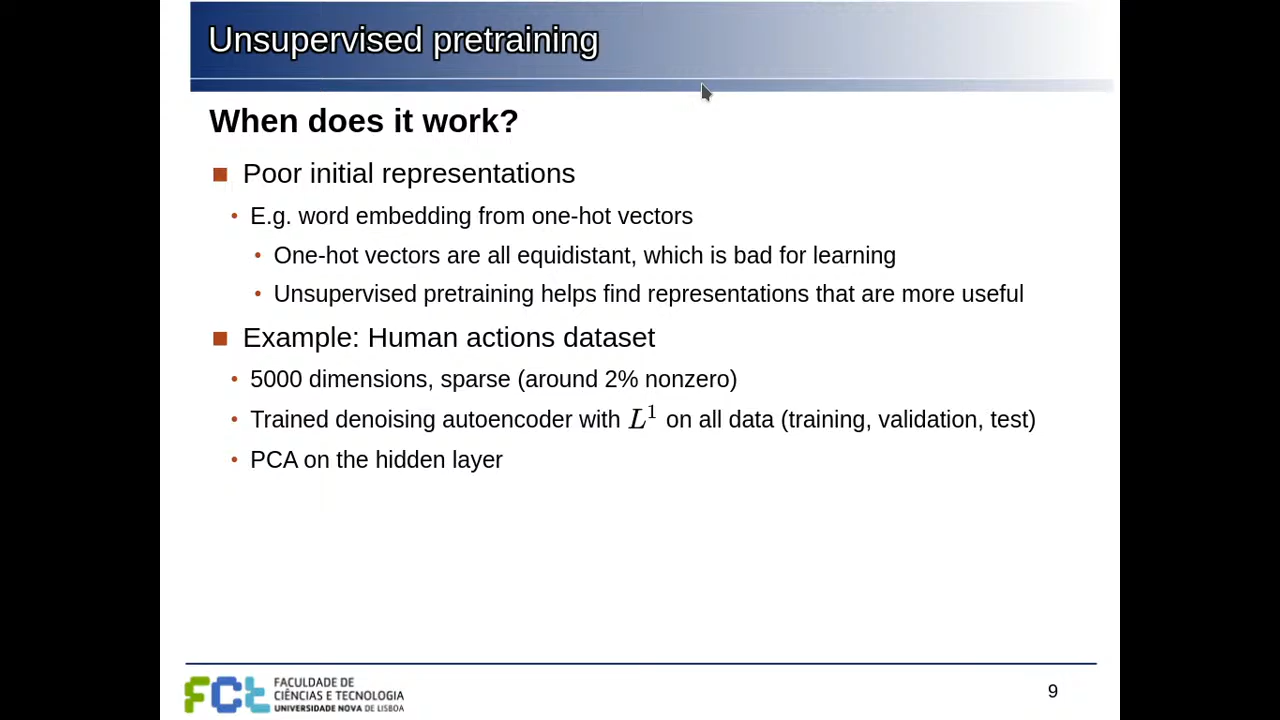 Unsupervised pretraining
When does it work?
Poor initial representations
E.g. word embedding from one-hot vectors
One-hot vectors are all equidistant, which is bad for learning
Unsupervised pretraining helps find representations that are more useful
Example: Human actions dataset
5000 dimensions, sparse (around 2% nonzero)
Trained denoising autoencoder with L¹ on all data (training, validation, test)
PCA on the hidden layer
FCt
FACULDADE DE
CIÊNCIAS E TECNOLOGIA
UNIVERSIDADE NOVA DE LISBOA
9